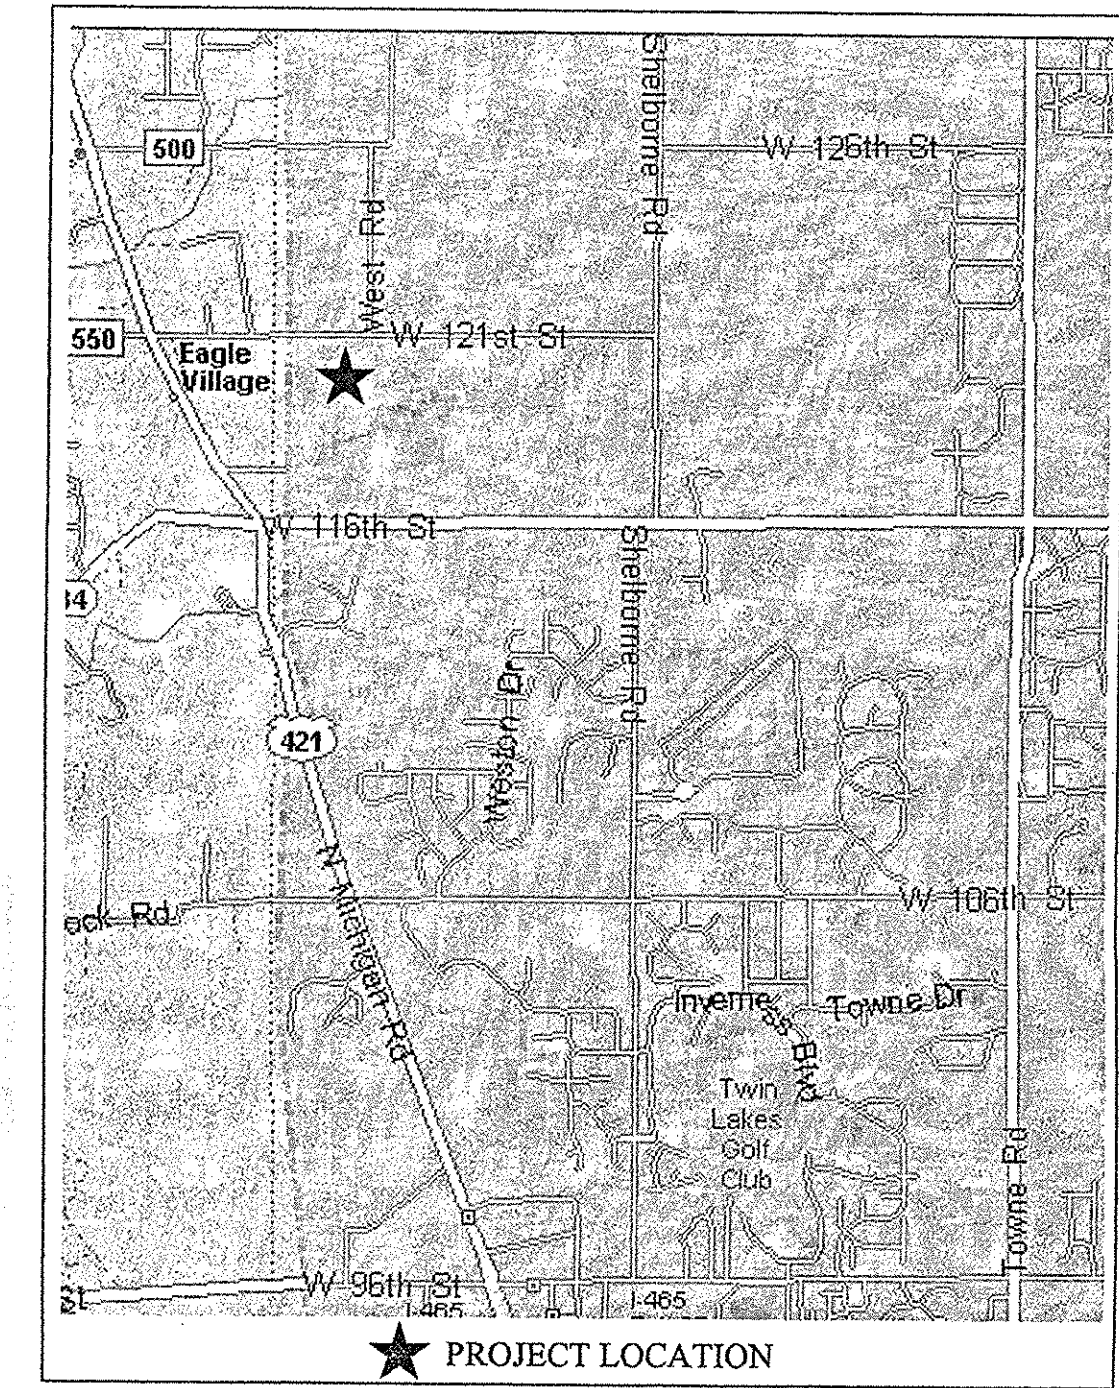 Shelborne Rd
500
W 126th St
West Rd
550
W 121st St
Eagle
Village
W 116th St
Shelborne Rd
Weston Dr
421
N Michigan Rd
W 106th St
Rd
Inverness Blvd
Towne Dr
Twin
Lakes
Golf
Club
Towne Rd
W 96th St
St
I-465
I-465
PROJECT LOCATION